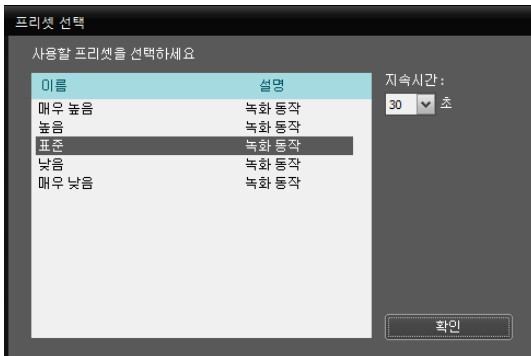 프리셋 선택
사용할 프리셋을 선택하세요
이름 설명
매우 높음 녹화 동작
높음 녹화 동작
표준 녹화 동작
낮음 녹화 동작
매우 낮음 녹화 동작
지속시간 :
30 초
확인